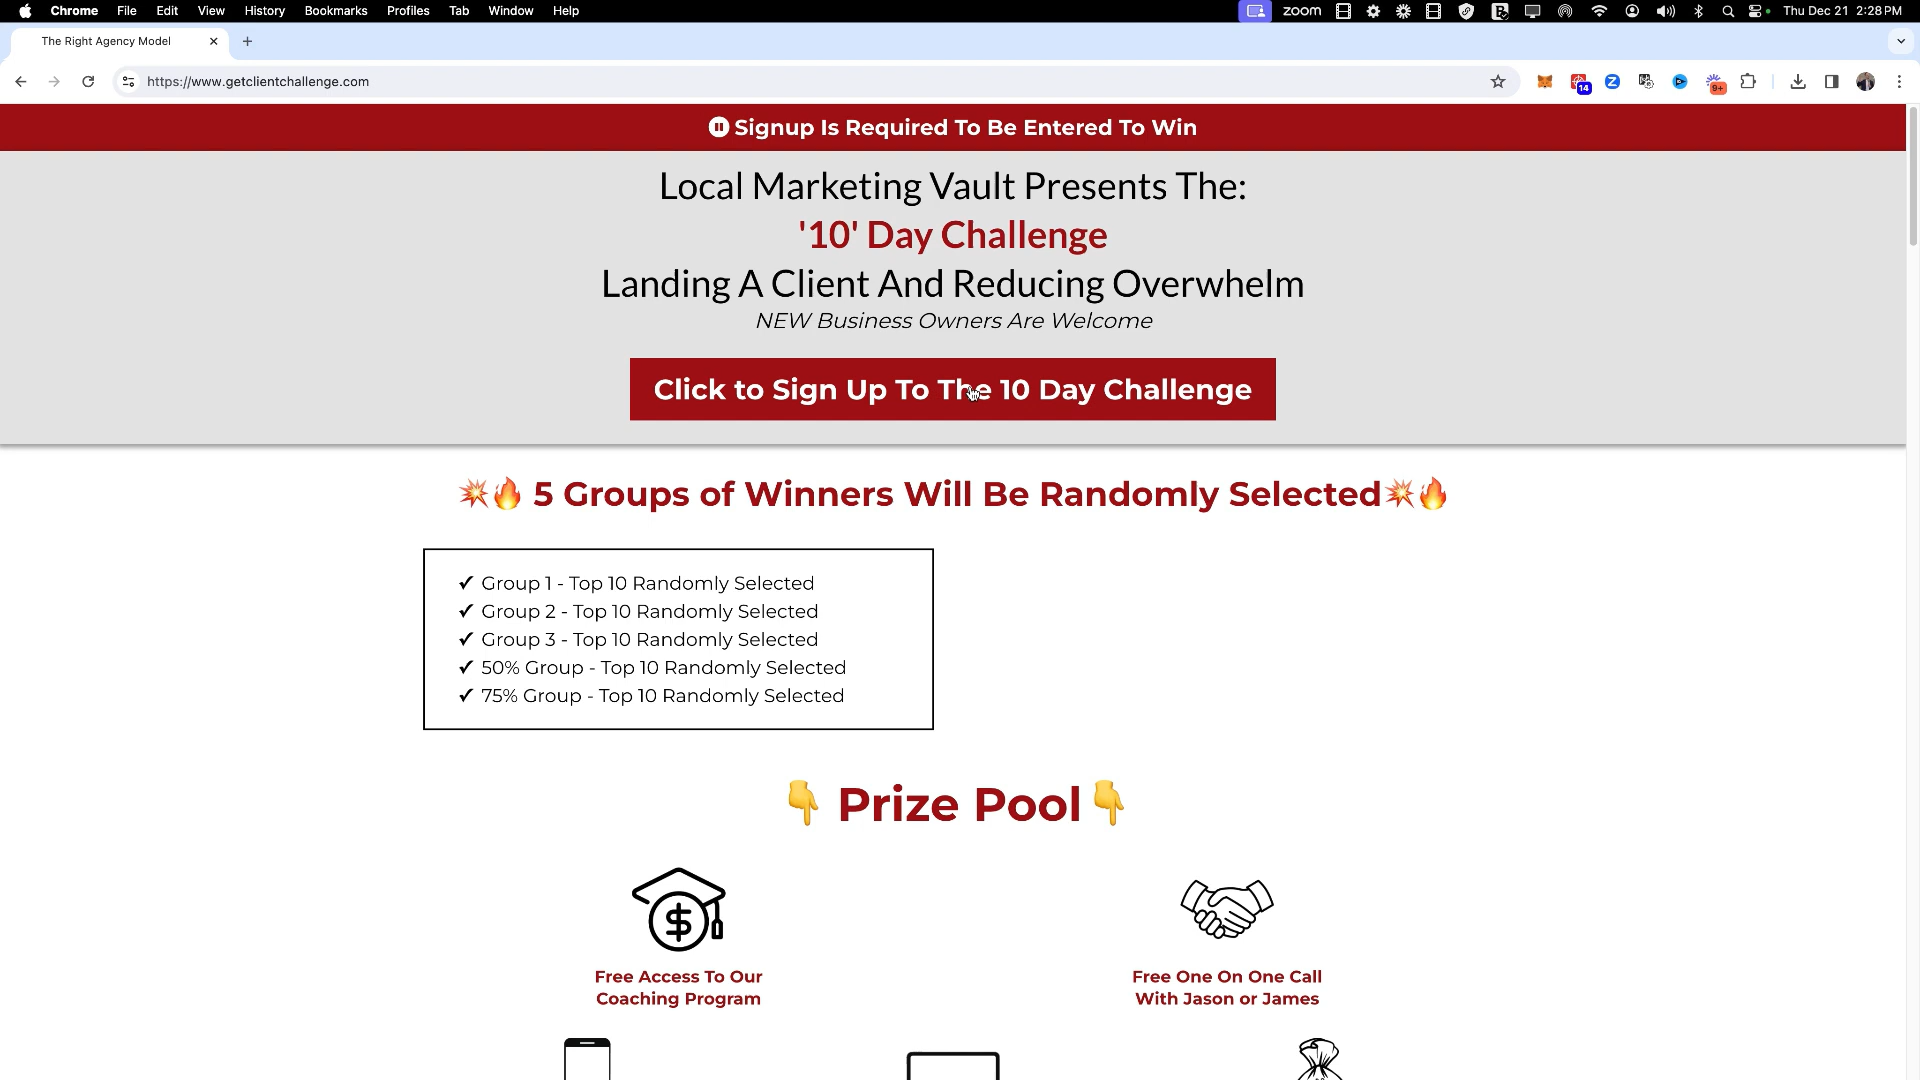 Chrome File Edit View History Bookmarks Profiles Tab Window Help zoom Thu Dec 21 2:28 PM
The Right Agency Model
https://www.getclientchallenge.com
14
9+
Signup Is Required To Be Entered To Win
Local Marketing Vault Presents The:
'10' Day Challenge
Landing A Client And Reducing Overwhelm
NEW Business Owners Are Welcome
Click to Sign Up To The 10 Day Challenge
5 Groups of Winners Will Be Randomly Selected
Group 1 - Top 10 Randomly Selected
Group 2 - Top 10 Randomly Selected
Group 3 - Top 10 Randomly Selected
50% Group - Top 10 Randomly Selected
75% Group - Top 10 Randomly Selected
Prize Pool
Free Access To Our
Coaching Program
Free One On One Call
With Jason or James